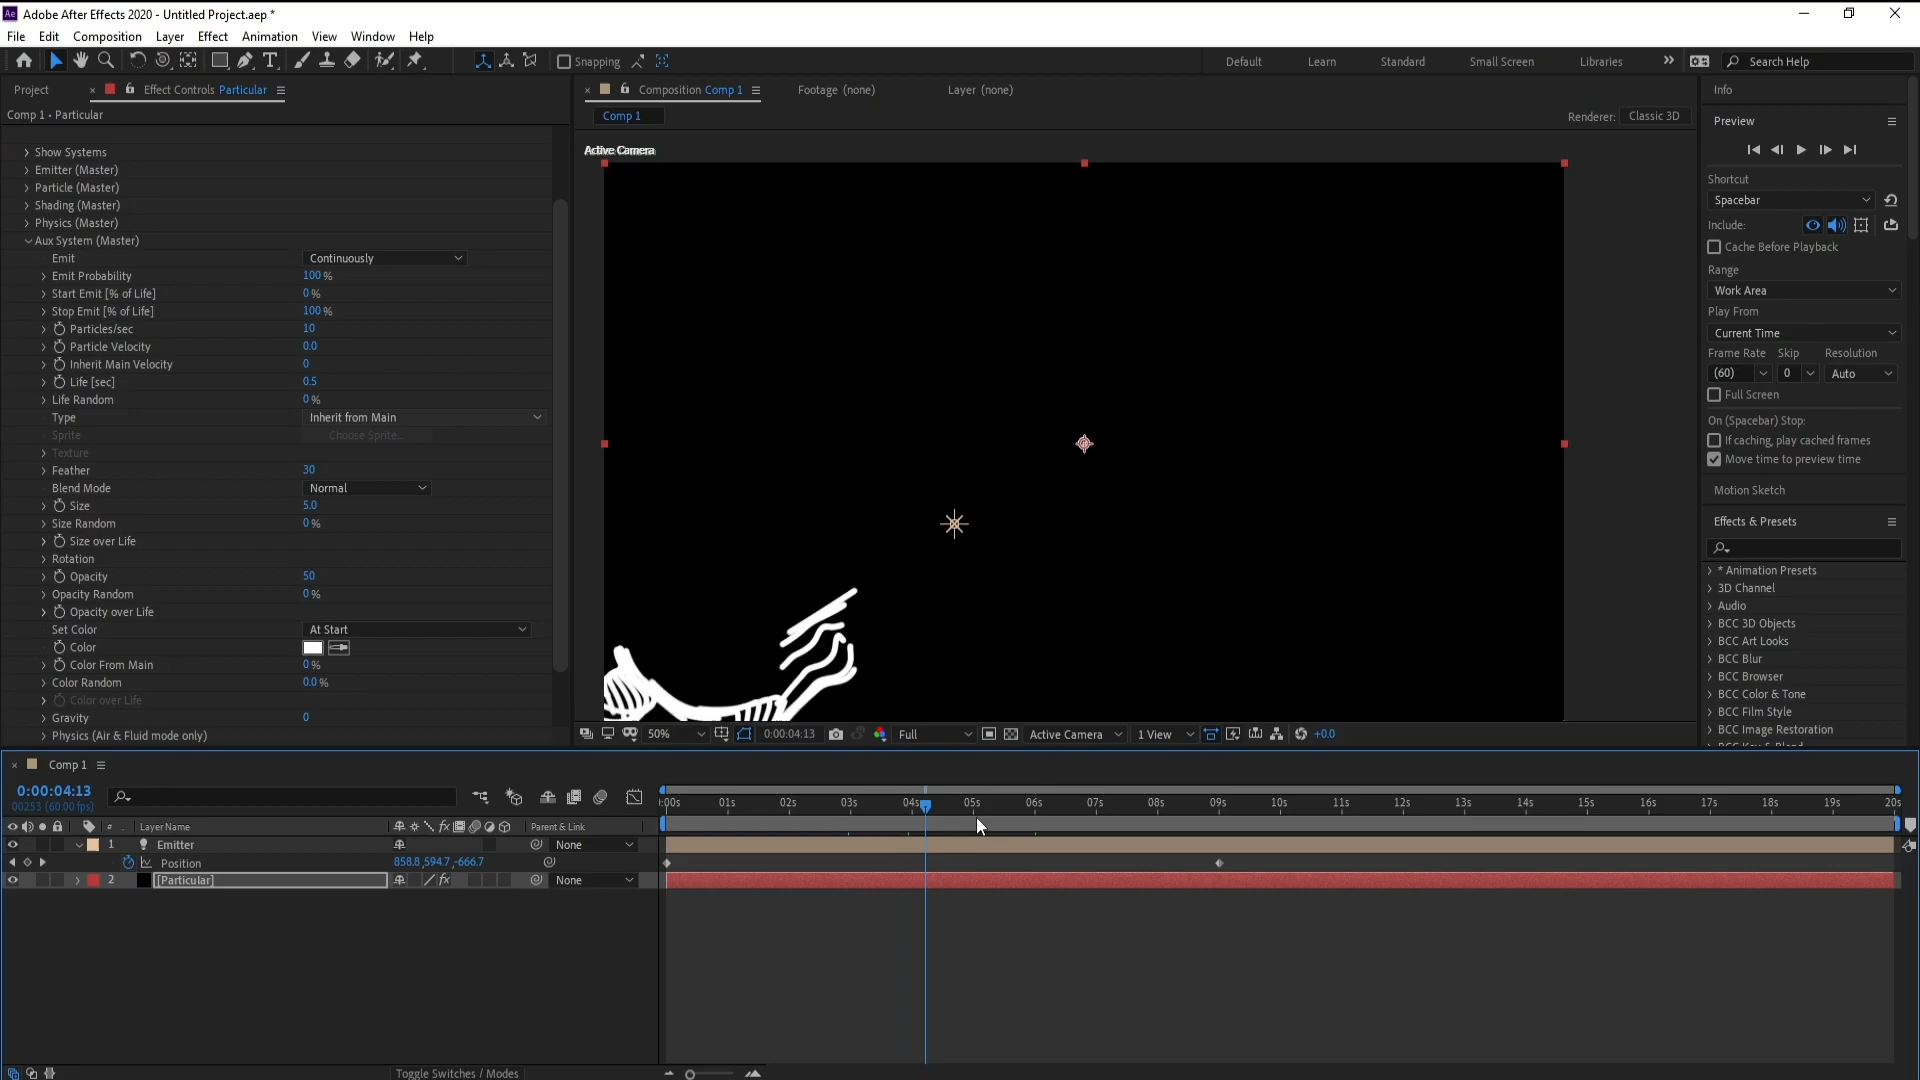 Adobe After Effects 2020 - Untitled Project.aep *
File Edit Composition Layer Effect Animation View Window Help
Snapping Default Learn Standard Small Screen Libraries Search Help
Project Effect Controls Particular Composition Comp 1 Footage (none) Layer (none) Info
Comp 1 • Particular
Comp 1 Renderer: Classic 3D
Active Camera
Show Systems
Emitter (Master)
Particle (Master)
Shading (Master)
Physics (Master)
Aux System (Master)
Emit Continuously
Emit Probability 100 %
Start Emit [% of Life] 0 %
Stop Emit [% of Life] 100 %
Particles/sec 10
Particle Velocity 0.0
Inherit Main Velocity 0
Life [sec] 0.5
Life Random 0 %
Type Inherit from Main
Sprite Choose Sprite...
Texture
Feather 30
Blend Mode Normal
Size 5.0
Size Random 0 %
Size over Life
Rotation
Opacity 50
Opacity Random 0 %
Opacity over Life
Set Color At Start
Color
Color From Main 0 %
Color Random 0.0 %
Color over Life
Gravity 0
Physics (Air & Fluid mode only)
50% 0:00:04:13 Full Active Camera 1 View +0.0
Preview
Shortcut
Spacebar
Include:
Cache Before Playback
Range
Work Area
Play From
Current Time
Frame Rate Skip Resolution
(60) 0 Auto
Full Screen
On (Spacebar) Stop:
If caching, play cached frames
Move time to preview time
Motion Sketch
Effects & Presets
* Animation Presets
3D Channel
Audio
BCC 3D Objects
BCC Art Looks
BCC Blur
BCC Browser
BCC Color & Tone
BCC Film Style
BCC Image Restoration
BCC Key & Blend
Comp 1
0:00:04:13
00253 (60.00 fps)
:00s 01s 02s 03s 04s 05s 06s 07s 08s 09s 10s 11s 12s 13s 14s 15s 16s 17s 18s 19s 20s
# Layer Name Parent & Link
1 Emitter None
Position 858.8,594.7,-666.7
2 [Particular] fx None
Toggle Switches / Modes